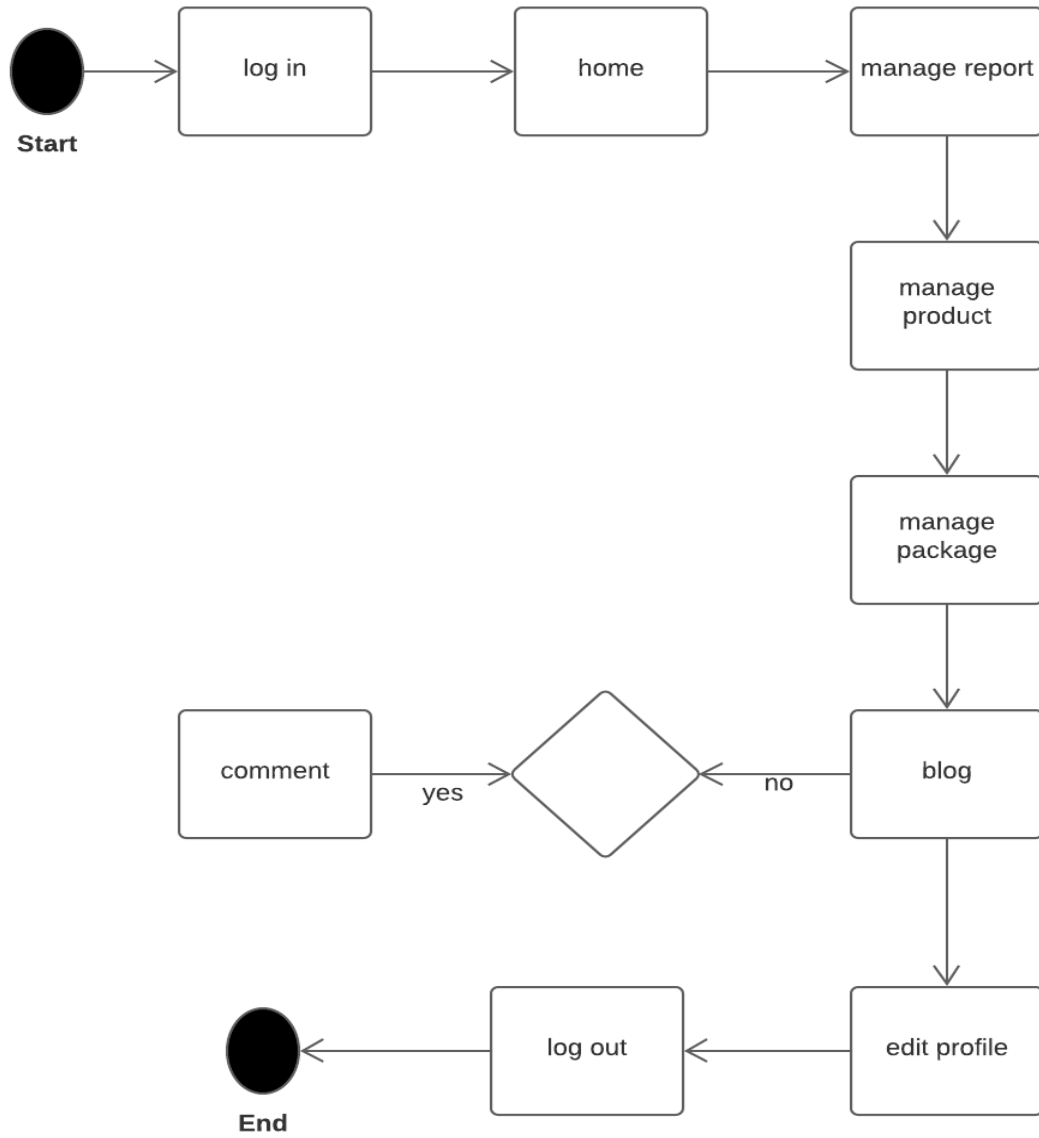 log in
home
manage report
Start
manage
product
manage
package
comment
yes
no
blog
log out
edit profile
End